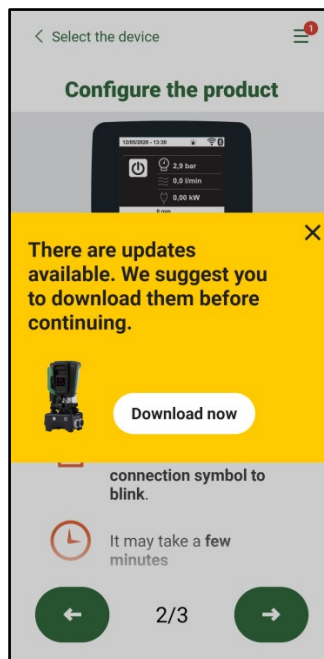 Select the device
1
Configure the product
12/05/2020 - 13:30
2,9 bar
0,0 l/min
0,00 kW
There are updates
available. We suggest you
to download them before
continuing.
Download now
connection symbol to
blink.
It may take a few
minutes
2/3